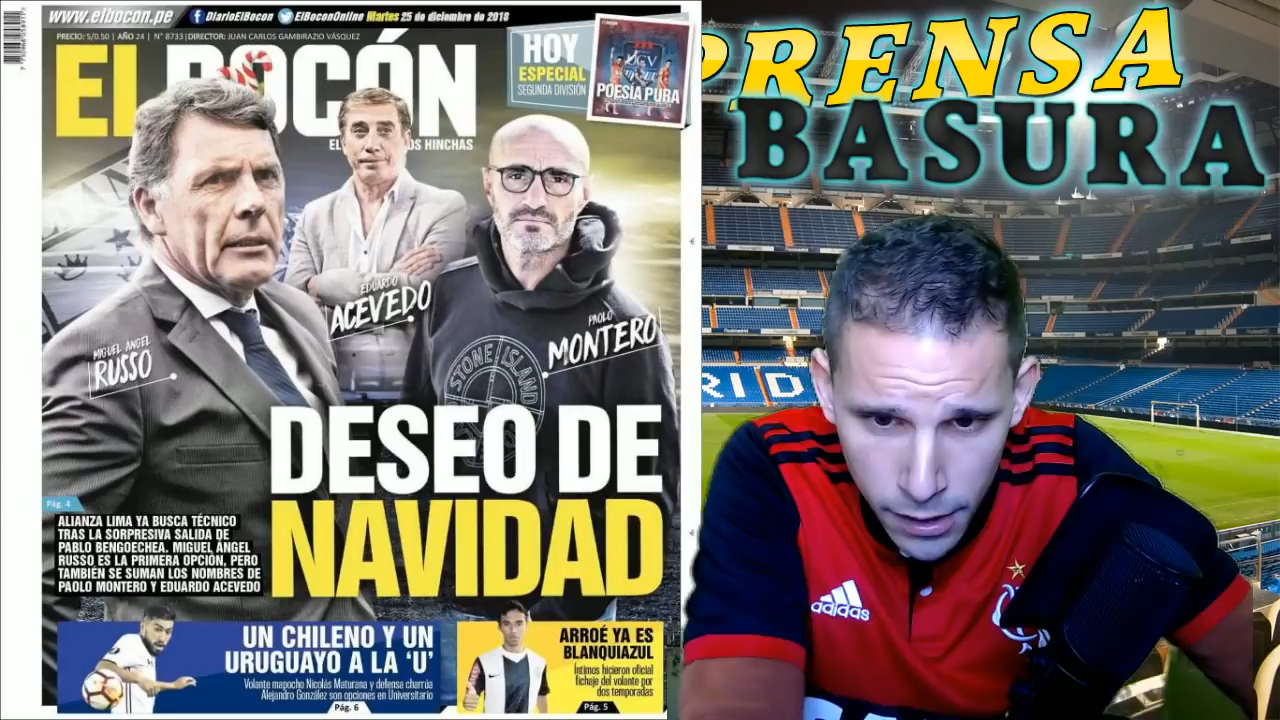 www.elbocon.pe DiarioElBocon ElBoconOnline Martes 25 de diciembre de 2018
PRECIO: S/0.50 | AÑO 24 | N° 8733 | DIRECTOR: JUAN CARLOS GAMBIRAZIO VÁSQUEZ
EL BOCÓN
HOY
ESPECIAL
SEGUNDA DIVISIÓN
UCV
POESÍA PURA
OS HINCHAS
MIGUEL ÁNGEL
RUSSO
EDUARDO
ACEVEDO
PAOLO
MONTERO
STONE ISLAND
DESEO DE
NAVIDAD
Pág. 4
ALIANZA LIMA YA BUSCA TÉCNICO
TRAS LA SORPRESIVA SALIDA DE
PABLO BENGOECHEA. MIGUEL ÁNGEL
RUSSO ES LA PRIMERA OPCIÓN, PERO
TAMBIÉN SE SUMAN LOS NOMBRES DE
PAOLO MONTERO Y EDUARDO ACEVEDO
UN CHILENO Y UN
URUGUAYO A LA 'U'
Volante mapocho Nicolás Maturana y defensa charrúa
Alejandro González son opciones en Universitario
Pág. 6
ARROÉ YA ES
BLANQUIAZUL
Íntimos hicieron oficial
fichaje del volante por
dos temporadas
Pág. 5
PRENSA
BASURA
RID
adidas